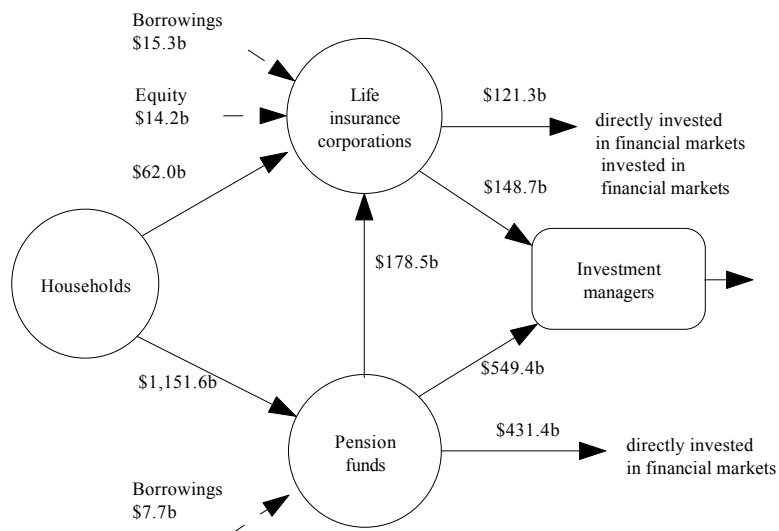 Borrowings
$15.3b
Equity
$14.2b
$62.0b
Life
insurance
corporations
$121.3b
directly invested
in financial markets
invested in
financial markets
$148.7b
Households
$178.5b
Investment
managers
$1,151.6b
$549.4b
Pension
funds
$431.4b
directly invested
in financial markets
Borrowings
$7.7b